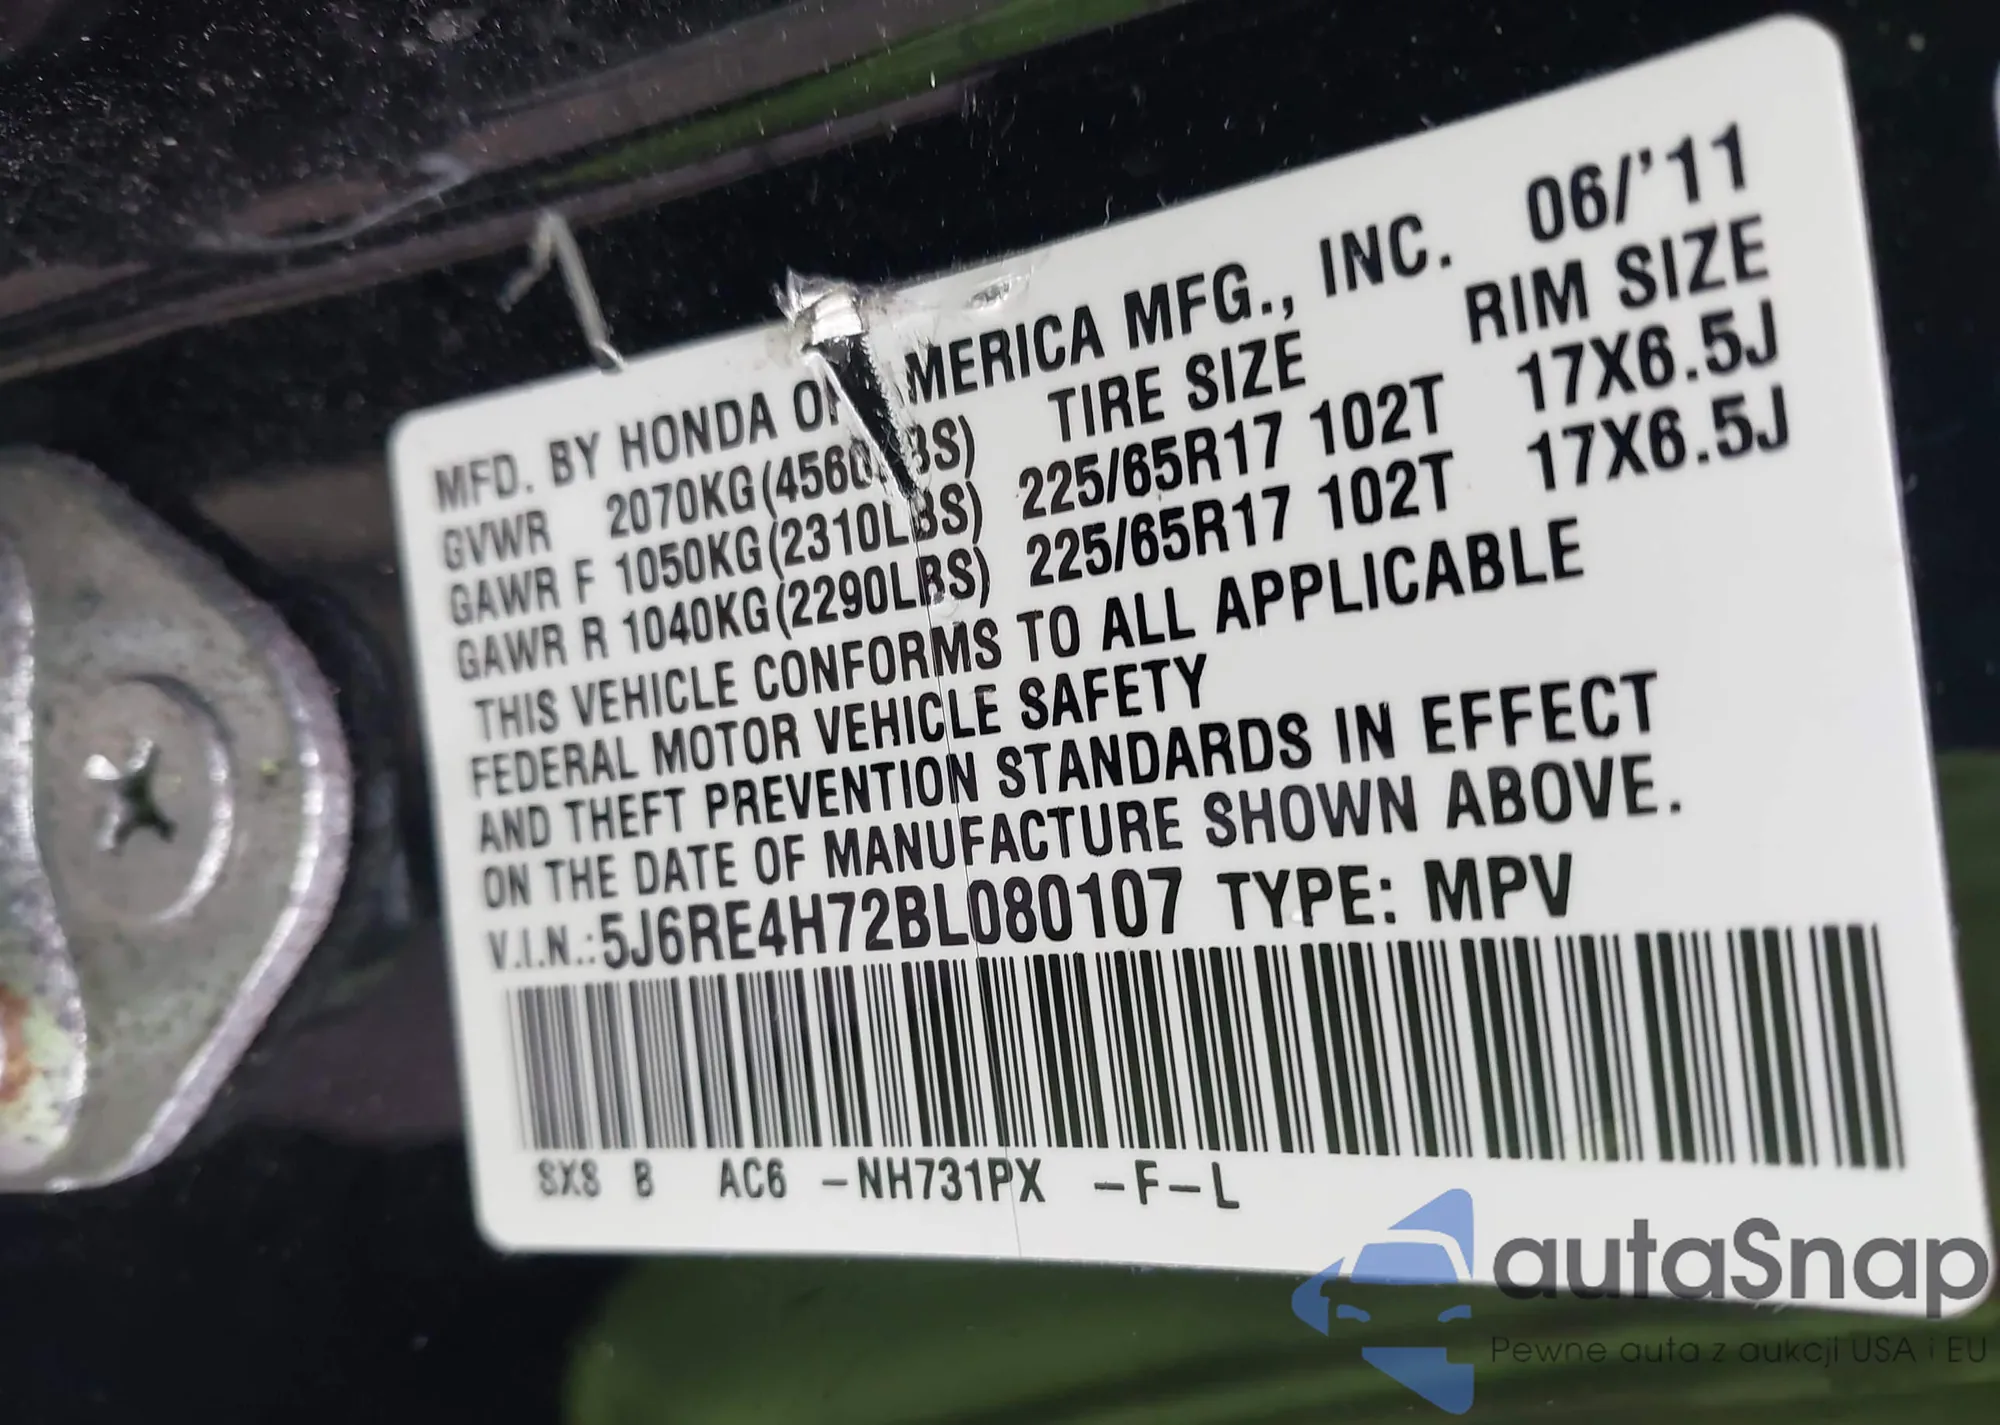 MFD. BY HONDA OF AMERICA MFG., INC. 06/'11
GVWR 2070KG(4560LBS) TIRE SIZE RIM SIZE
GAWR F 1050KG(2310LBS) 225/65R17 102T 17X6.5J
GAWR R 1040KG(2290LBS) 225/65R17 102T 17X6.5J
THIS VEHICLE CONFORMS TO ALL APPLICABLE
FEDERAL MOTOR VEHICLE SAFETY
AND THEFT PREVENTION STANDARDS IN EFFECT
ON THE DATE OF MANUFACTURE SHOWN ABOVE.
V.I.N.:5J6RE4H72BL080107 TYPE: MPV
SXS B AC6 -NH731PX -F-L
autaSnap
Pewne auta z aukcji USA i EU